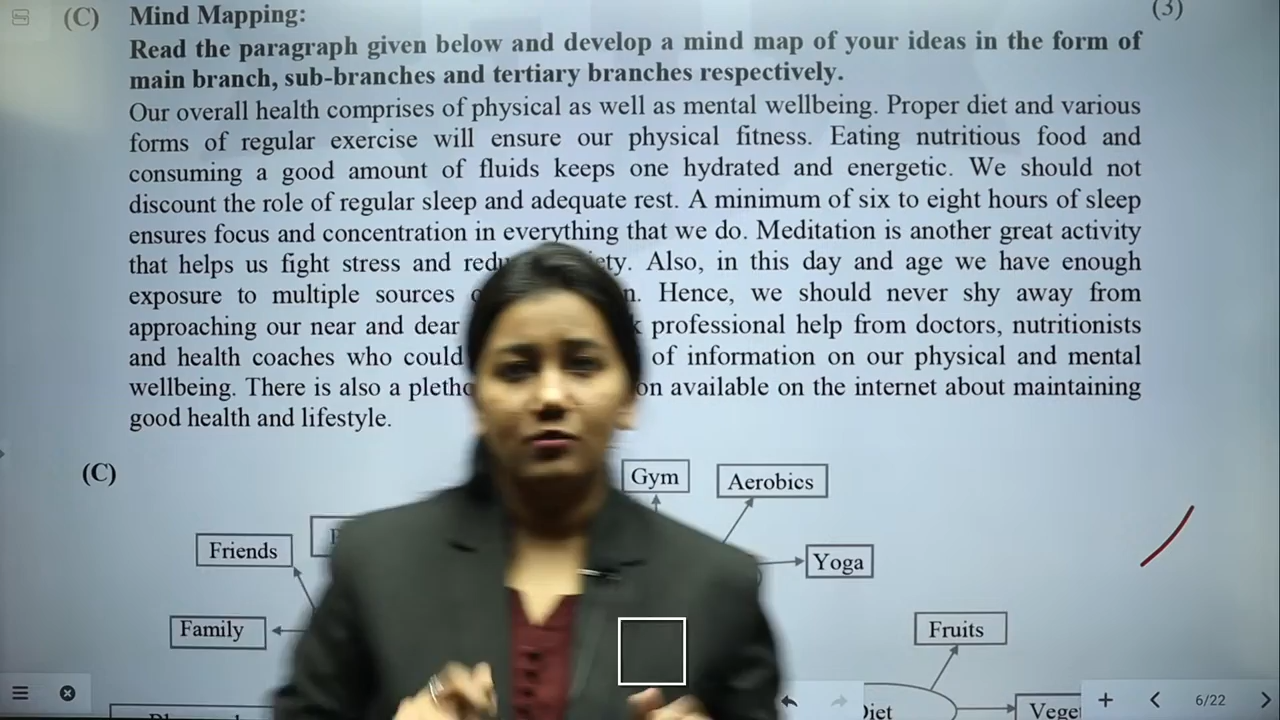 (C) Mind Mapping: (3)
Read the paragraph given below and develop a mind map of your ideas in the form of
main branch, sub-branches and tertiary branches respectively.
Our overall health comprises of physical as well as mental wellbeing. Proper diet and various
forms of regular exercise will ensure our physical fitness. Eating nutritious food and
consuming a good amount of fluids keeps one hydrated and energetic. We should not
discount the role of regular sleep and adequate rest. A minimum of six to eight hours of sleep
ensures focus and concentration in everything that we do. Meditation is another great activity
that helps us fight stress and Also, in this day and age we have enough
exposure to multiple sources Hence, we should never shy away from
approaching our near and dear professional help from doctors, nutritionists
and health coaches who could of information on our physical and mental
wellbeing. There is also a available on the internet about maintaining
good health and lifestyle.
(C)
Gym
Aerobics
Friends
Yoga
Family
Fruits
6/22